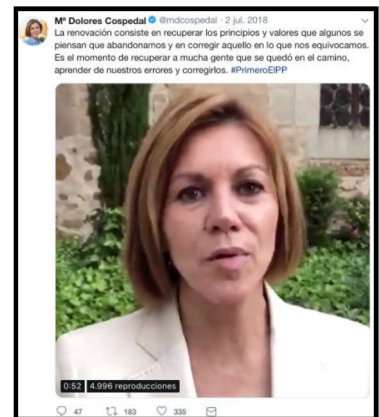 Mª Dolores Cospedal @mdcospedal · 2 jul. 2018
La renovación consiste en recuperar los principios y valores que algunos se
piensan que abandonamos y en corregir aquello en lo que nos equivocamos.
Es el momento de recuperar a mucha gente que se quedó en el camino,
aprender de nuestros errores y corregirlos. #PrimeroElPP
0:52 4.996 reproducciones
47 183 335